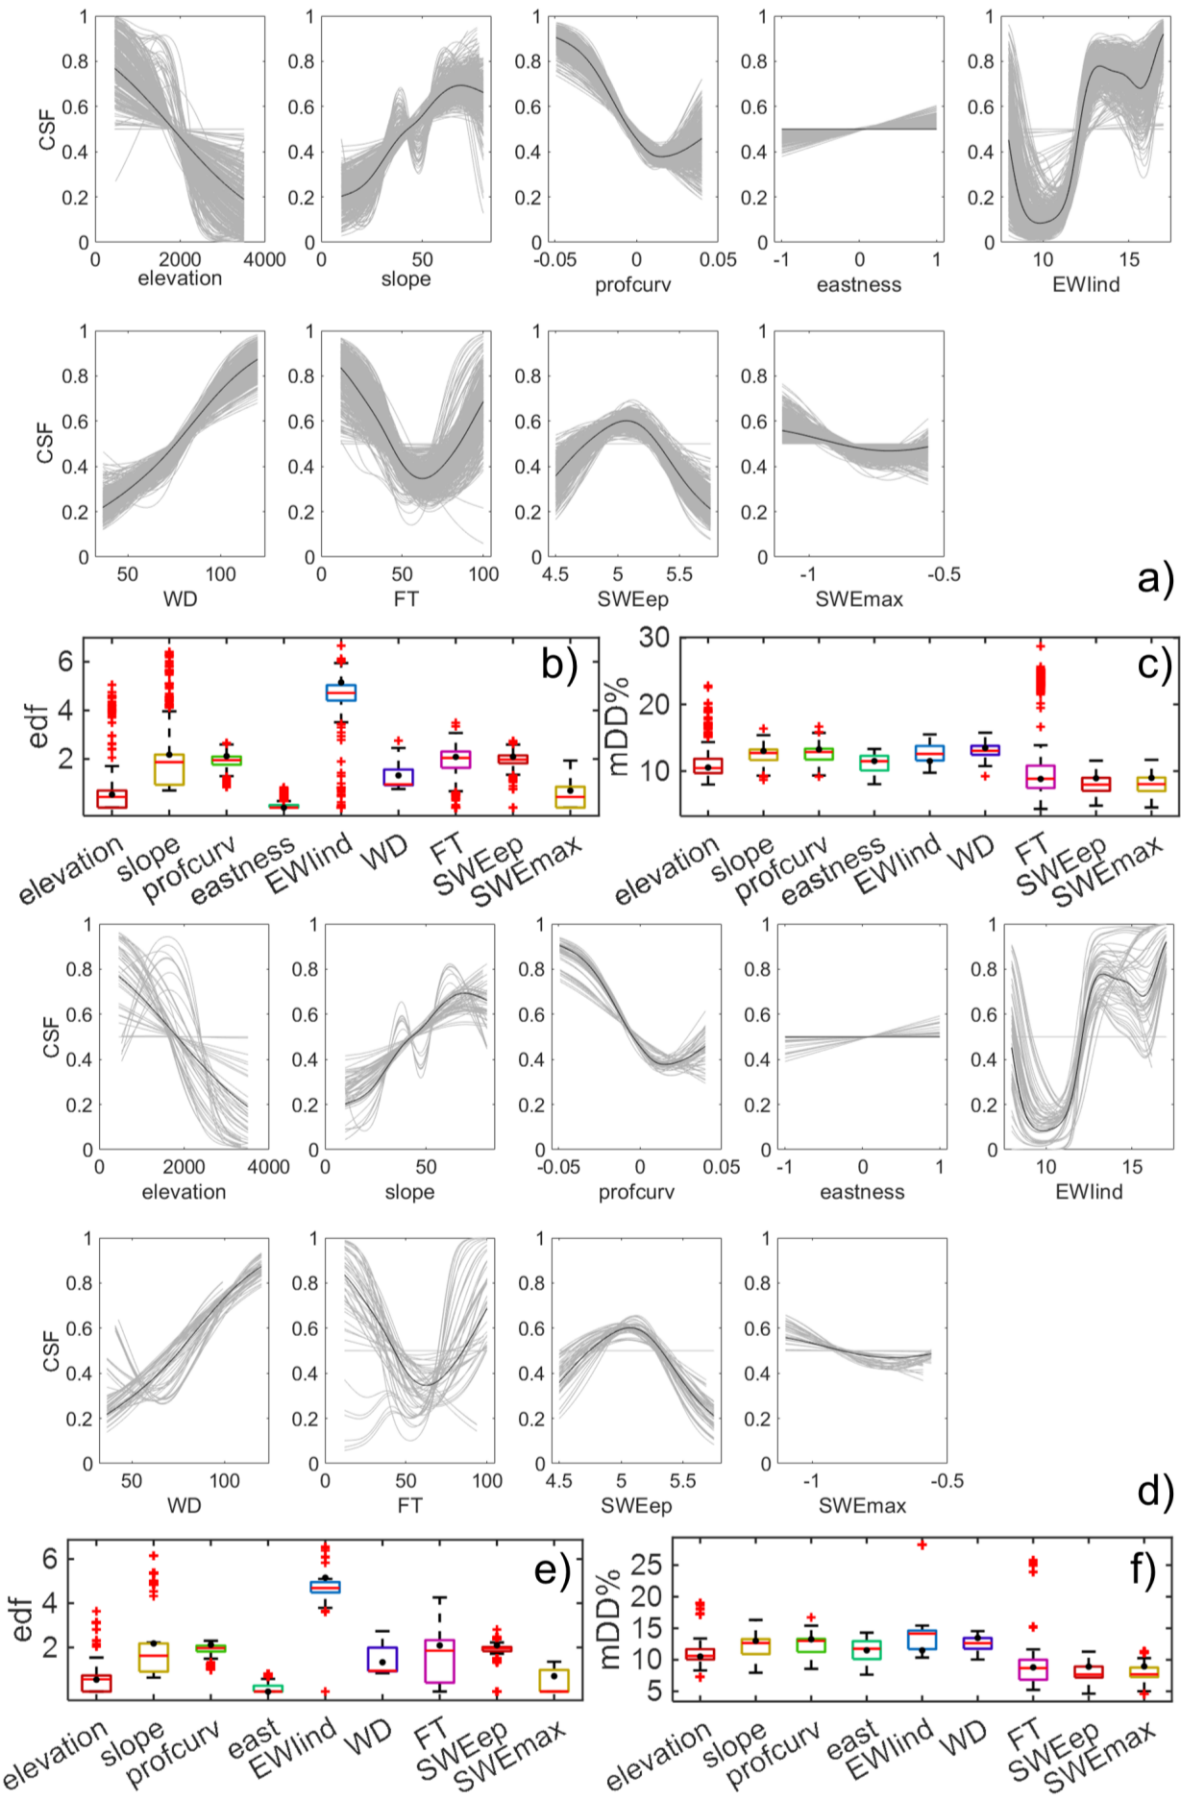 1 1 1 1 1
0.8 0.8 0.8 0.8 0.8
0.6 0.6 0.6 0.6 0.6
CSF
0.4 0.4 0.4 0.4 0.4
0.2 0.2 0.2 0.2 0.2
0 0 0 0 0
0 2000 4000 0 50 -0.05 0 0.05 -1 0 1 10 15
elevation slope profcurv eastness EWlind
1 1 1 1
0.8 0.8 0.8 0.8
0.6 0.6 0.6 0.6
CSF
0.4 0.4 0.4 0.4
0.2 0.2 0.2 0.2
0 0 0 0
50 100 0 50 100 4.5 5 5.5 -1 -0.5
WD FT SWEep SWEmax
a)
b)
edf
6
4
2
elevation slope profcurv eastness EWlind WD FT SWEep SWEmax
c)
mDD%
30
20
10
elevation slope profcurv eastness EWlind WD FT SWEep SWEmax
1 1 1 1 1
0.8 0.8 0.8 0.8 0.8
0.6 0.6 0.6 0.6 0.6
CSF
0.4 0.4 0.4 0.4 0.4
0.2 0.2 0.2 0.2 0.2
0 0 0 0 0
0 2000 4000 0 50 -0.05 0 0.05 -1 0 1 10 15
elevation slope profcurv eastness EWlind
1 1 1 1
0.8 0.8 0.8 0.8
0.6 0.6 0.6 0.6
CSF
0.4 0.4 0.4 0.4
0.2 0.2 0.2 0.2
0 0 0 0
50 100 0 50 100 4.5 5 5.5 -1 -0.5
WD FT SWEep SWEmax
d)
e)
edf
6
4
2
elevation slope profcurv east EWlind WD FT SWEep SWEmax
f)
mDD%
25
20
15
10
5
elevation slope profcurv east EWlind WD FT SWEep SWEmax